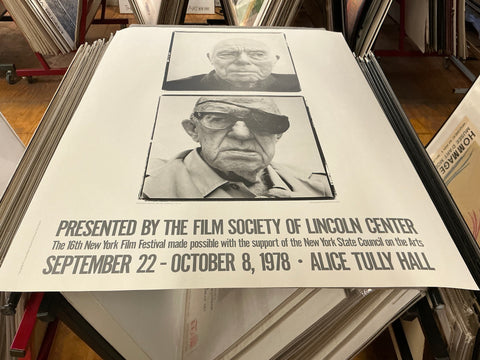 PRESENTED BY THE FILM SOCIETY OF LINCOLN CENTER
The 16th New York Film Festival made possible with the support of the New York State Council on the Arts
SEPTEMBER 22 - OCTOBER 8, 1978 · ALICE TULLY HALL
HOMMAGE